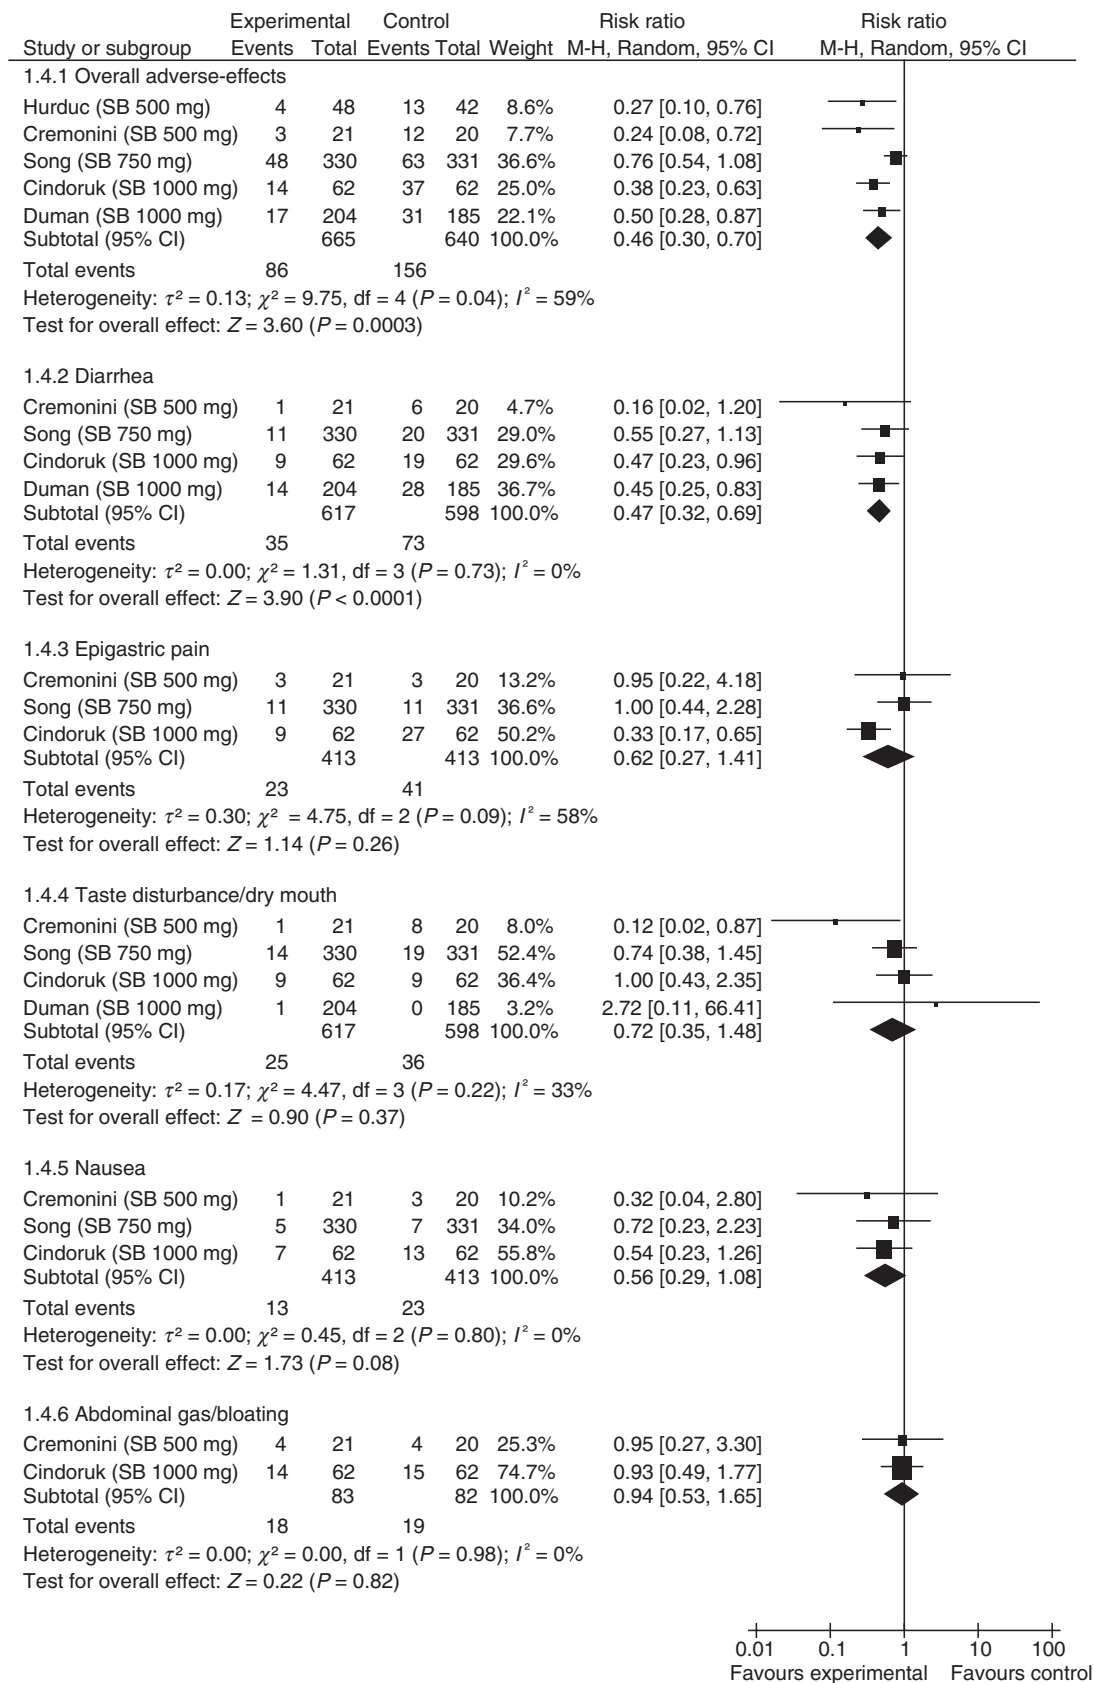 Experimental Control Risk ratio Risk ratio
Study or subgroup Events Total Events Total Weight M-H, Random, 95% CI M-H, Random, 95% CI
1.4.1 Overall adverse-effects
Hurduc (SB 500 mg) 4 48 13 42 8.6% 0.27 [0.10, 0.76]
Cremonini (SB 500 mg) 3 21 12 20 7.7% 0.24 [0.08, 0.72]
Song (SB 750 mg) 48 330 63 331 36.6% 0.76 [0.54, 1.08]
Cindoruk (SB 1000 mg) 14 62 37 62 25.0% 0.38 [0.23, 0.63]
Duman (SB 1000 mg) 17 204 31 185 22.1% 0.50 [0.28, 0.87]
Subtotal (95% CI) 665 640 100.0% 0.46 [0.30, 0.70]
Total events 86 156
Heterogeneity: τ² = 0.13; χ² = 9.75, df = 4 (P = 0.04); I² = 59%
Test for overall effect: Z = 3.60 (P = 0.0003)
1.4.2 Diarrhea
Cremonini (SB 500 mg) 1 21 6 20 4.7% 0.16 [0.02, 1.20]
Song (SB 750 mg) 11 330 20 331 29.0% 0.55 [0.27, 1.13]
Cindoruk (SB 1000 mg) 9 62 19 62 29.6% 0.47 [0.23, 0.96]
Duman (SB 1000 mg) 14 204 28 185 36.7% 0.45 [0.25, 0.83]
Subtotal (95% CI) 617 598 100.0% 0.47 [0.32, 0.69]
Total events 35 73
Heterogeneity: τ² = 0.00; χ² = 1.31, df = 3 (P = 0.73); I² = 0%
Test for overall effect: Z = 3.90 (P < 0.0001)
1.4.3 Epigastric pain
Cremonini (SB 500 mg) 3 21 3 20 13.2% 0.95 [0.22, 4.18]
Song (SB 750 mg) 11 330 11 331 36.6% 1.00 [0.44, 2.28]
Cindoruk (SB 1000 mg) 9 62 27 62 50.2% 0.33 [0.17, 0.65]
Subtotal (95% CI) 413 413 100.0% 0.62 [0.27, 1.41]
Total events 23 41
Heterogeneity: τ² = 0.30; χ² = 4.75, df = 2 (P = 0.09); I² = 58%
Test for overall effect: Z = 1.14 (P = 0.26)
1.4.4 Taste disturbance/dry mouth
Cremonini (SB 500 mg) 1 21 8 20 8.0% 0.12 [0.02, 0.87]
Song (SB 750 mg) 14 330 19 331 52.4% 0.74 [0.38, 1.45]
Cindoruk (SB 1000 mg) 9 62 9 62 36.4% 1.00 [0.43, 2.35]
Duman (SB 1000 mg) 1 204 0 185 3.2% 2.72 [0.11, 66.41]
Subtotal (95% CI) 617 598 100.0% 0.72 [0.35, 1.48]
Total events 25 36
Heterogeneity: τ² = 0.17; χ² = 4.47, df = 3 (P = 0.22); I² = 33%
Test for overall effect: Z = 0.90 (P = 0.37)
1.4.5 Nausea
Cremonini (SB 500 mg) 1 21 3 20 10.2% 0.32 [0.04, 2.80]
Song (SB 750 mg) 5 330 7 331 34.0% 0.72 [0.23, 2.23]
Cindoruk (SB 1000 mg) 7 62 13 62 55.8% 0.54 [0.23, 1.26]
Subtotal (95% CI) 413 413 100.0% 0.56 [0.29, 1.08]
Total events 13 23
Heterogeneity: τ² = 0.00; χ² = 0.45, df = 2 (P = 0.80); I² = 0%
Test for overall effect: Z = 1.73 (P = 0.08)
1.4.6 Abdominal gas/bloating
Cremonini (SB 500 mg) 4 21 4 20 25.3% 0.95 [0.27, 3.30]
Cindoruk (SB 1000 mg) 14 62 15 62 74.7% 0.93 [0.49, 1.77]
Subtotal (95% CI) 83 82 100.0% 0.94 [0.53, 1.65]
Total events 18 19
Heterogeneity: τ² = 0.00; χ² = 0.00, df = 1 (P = 0.98); I² = 0%
Test for overall effect: Z = 0.22 (P = 0.82)
0.01 0.1 1 10 100
Favours experimental Favours control